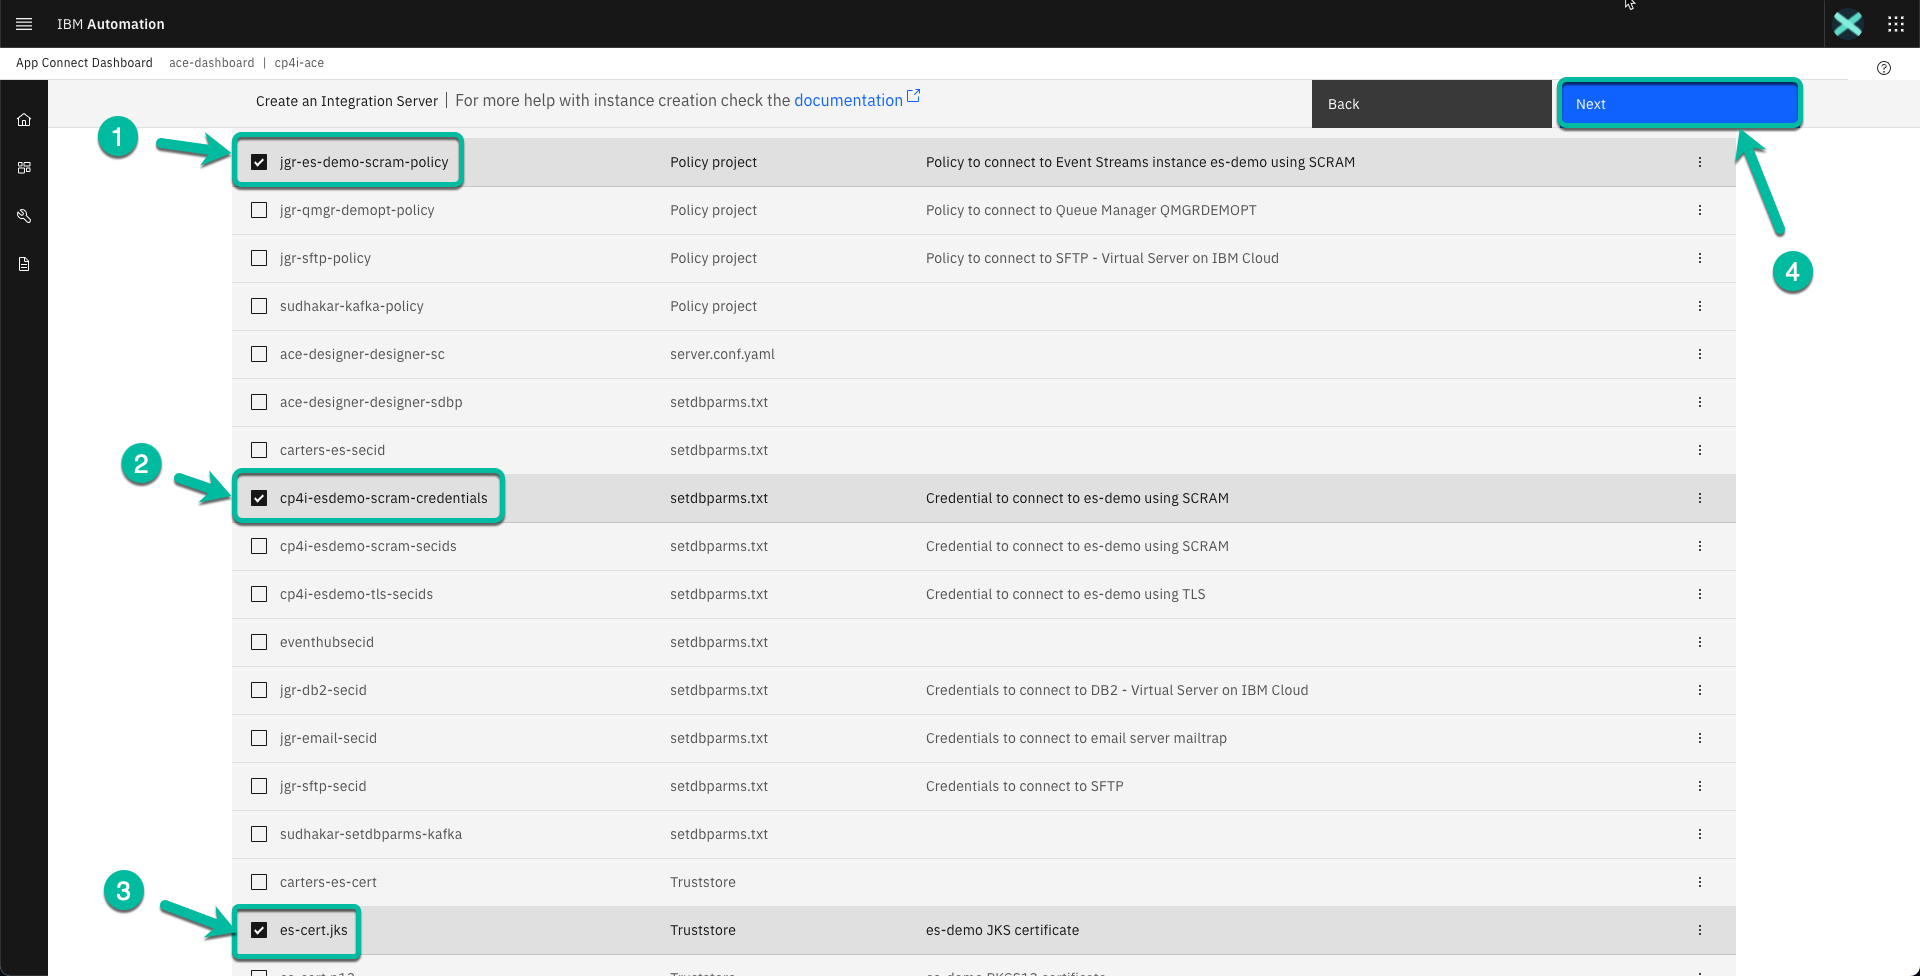 IBM Automation
App Connect Dashboard ace-dashboard | cp4i-ace
Create an Integration Server | For more help with instance creation check the documentation
Back
Next
1
jgr-es-demo-scram-policy Policy project Policy to connect to Event Streams instance es-demo using SCRAM
jgr-qmgr-demopt-policy Policy project Policy to connect to Queue Manager QMGRDEMOPT
jgr-sftp-policy Policy project Policy to connect to SFTP - Virtual Server on IBM Cloud
4
sudhakar-kafka-policy Policy project
ace-designer-designer-sc server.conf.yaml
ace-designer-designer-sdbp setdbparms.txt
carters-es-secid setdbparms.txt
2
cp4i-esdemo-scram-credentials setdbparms.txt Credential to connect to es-demo using SCRAM
cp4i-esdemo-scram-secids setdbparms.txt Credential to connect to es-demo using SCRAM
cp4i-esdemo-tls-secids setdbparms.txt Credential to connect to es-demo using TLS
eventhubsecid setdbparms.txt
jgr-db2-secid setdbparms.txt Credentials to connect to DB2 - Virtual Server on IBM Cloud
jgr-email-secid setdbparms.txt Credentials to connect to email server mailtrap
jgr-sftp-secid setdbparms.txt Credentials to connect to SFTP
sudhakar-setdbparms-kafka setdbparms.txt
carters-es-cert Truststore
3
es-cert.jks Truststore es-demo JKS certificate